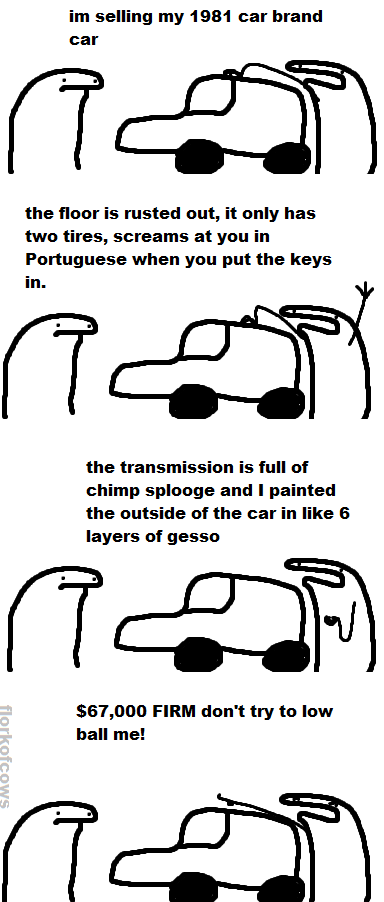 im selling my 1981 car brand
car
the floor is rusted out, it only has
two tires, screams at you in
Portuguese when you put the keys
in.
the transmission is full of
chimp splooge and I painted
the outside of the car in like 6
layers of gesso
$67,000 FIRM don't try to low
ball me!
florkofcows